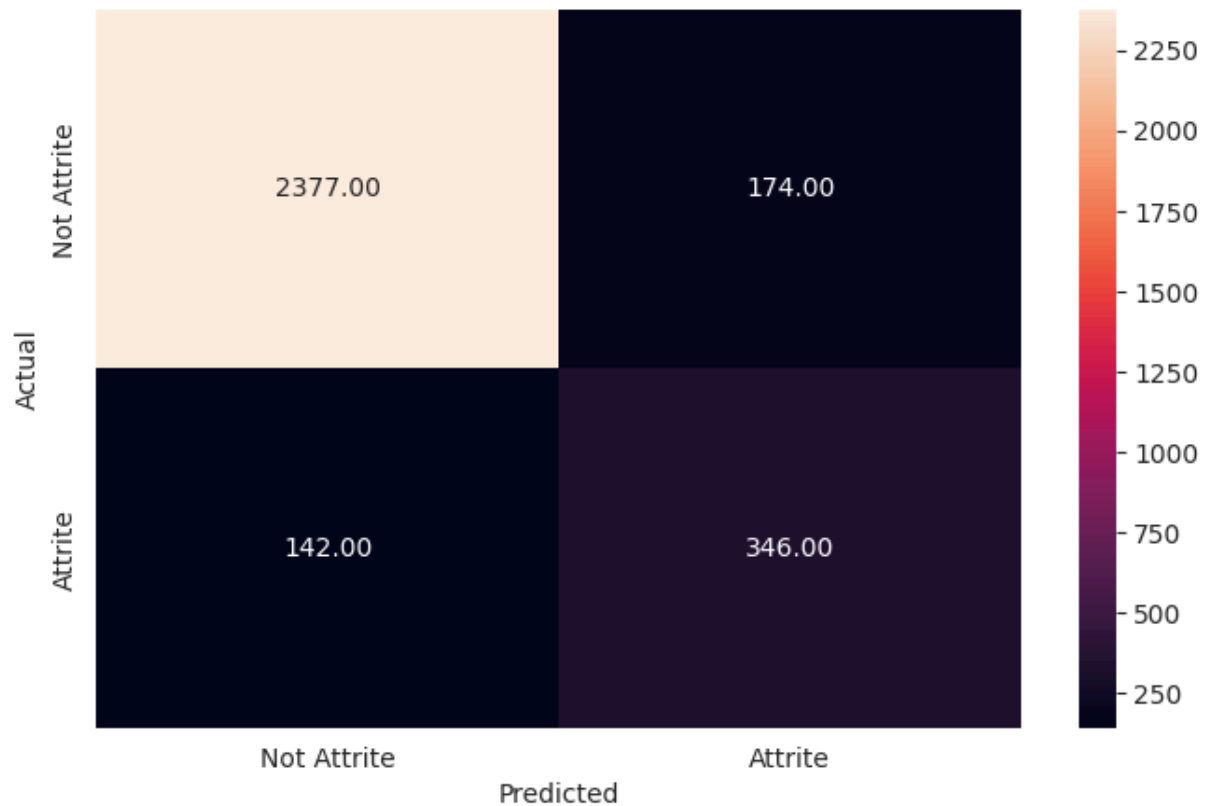 Actual
Not Attrite
Attrite
2377.00
174.00
142.00
346.00
Not Attrite
Attrite
Predicted
2250
2000
1750
1500
1250
1000
750
500
250